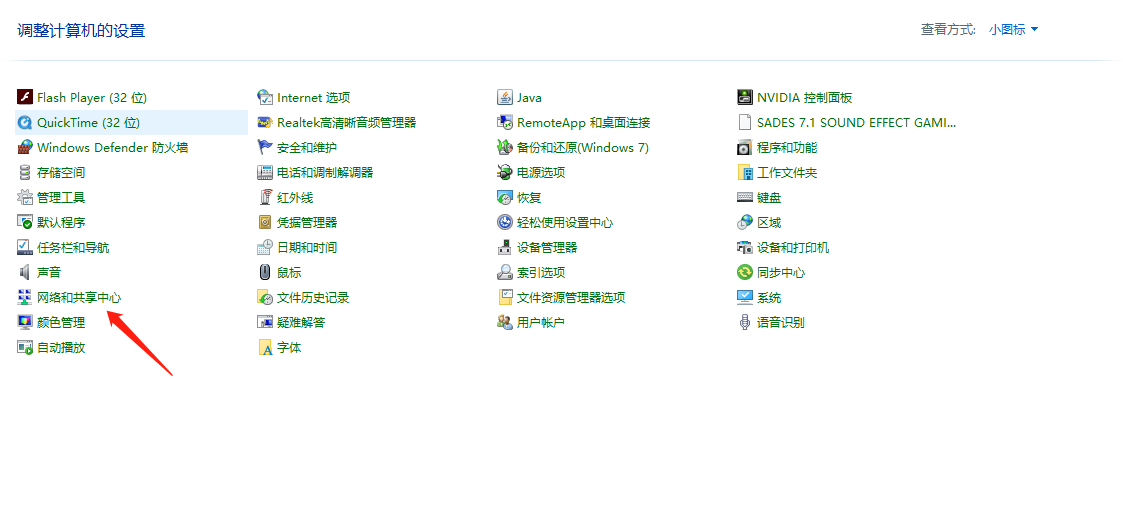 调整计算机的设置
查看方式: 小图标
Flash Player (32 位)
Internet 选项
Java
NVIDIA 控制面板
QuickTime (32 位)
Realtek高清晰音频管理器
RemoteApp 和桌面连接
SADES 7.1 SOUND EFFECT GAMI...
Windows Defender 防火墙
安全和维护
备份和还原(Windows 7)
程序和功能
存储空间
电话和调制解调器
电源选项
工作文件夹
管理工具
红外线
恢复
键盘
默认程序
凭据管理器
轻松使用设置中心
区域
任务栏和导航
日期和时间
设备管理器
设备和打印机
声音
鼠标
索引选项
同步中心
网络和共享中心
文件历史记录
文件资源管理器选项
系统
颜色管理
疑难解答
用户帐户
语音识别
自动播放
字体